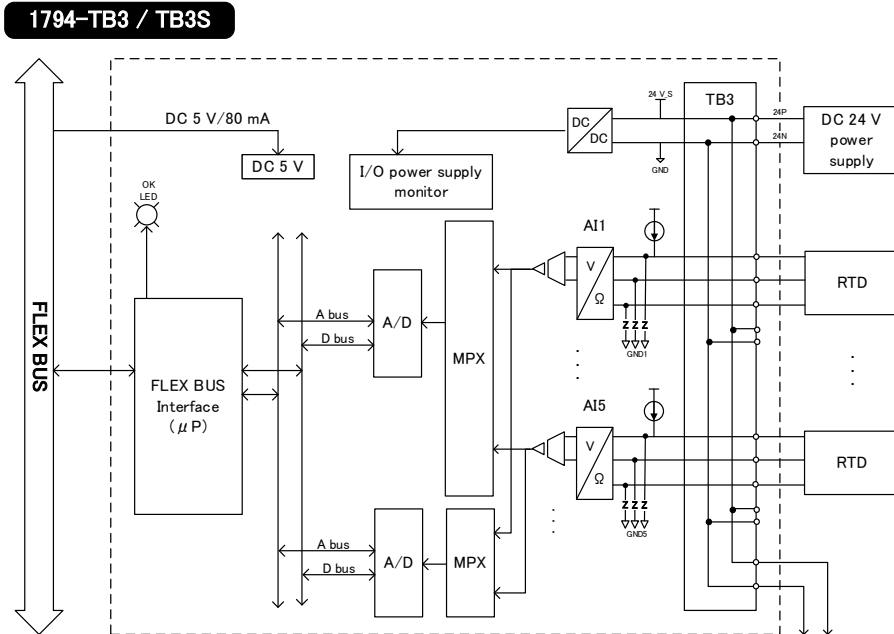 1794-TB3 / TB3S
DC 5 V/80 mA
DC 5 V
OK
LED
I/O power supply
monitor
DC
DC
24 V_S
GND
TB3
24P
24N
DC 24 V
power
supply
FLEX BUS
FLEX BUS
Interface
(μP)
A bus
D bus
A/D
MPX
AI1
V
Ω
Z Z Z
GND1
RTD
AI5
V
Ω
Z Z Z
GND5
RTD
A bus
D bus
A/D
MPX